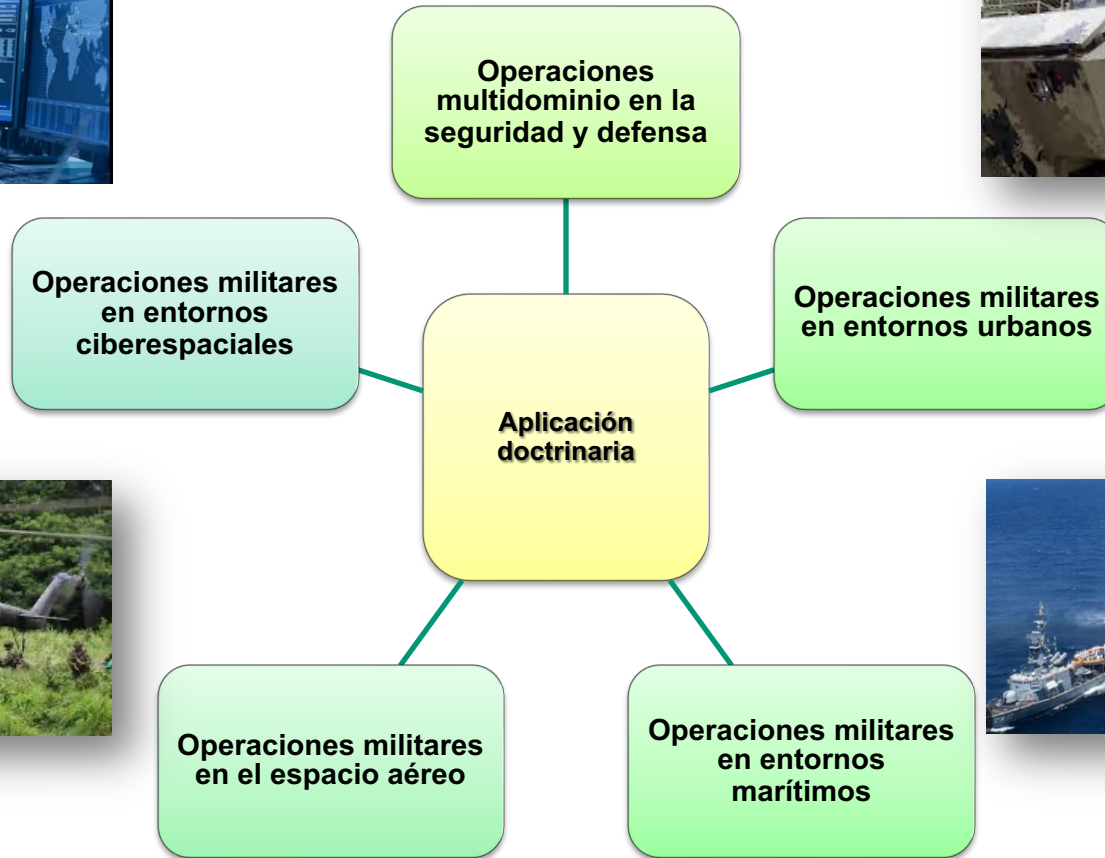 Operaciones
multidominio en la
seguridad y defensa
Operaciones militares
en entornos
ciberespaciales
Operaciones militares
en entornos urbanos
Aplicación
doctrinaria
Operaciones militares
en el espacio aéreo
Operaciones militares
en entornos
marítimos